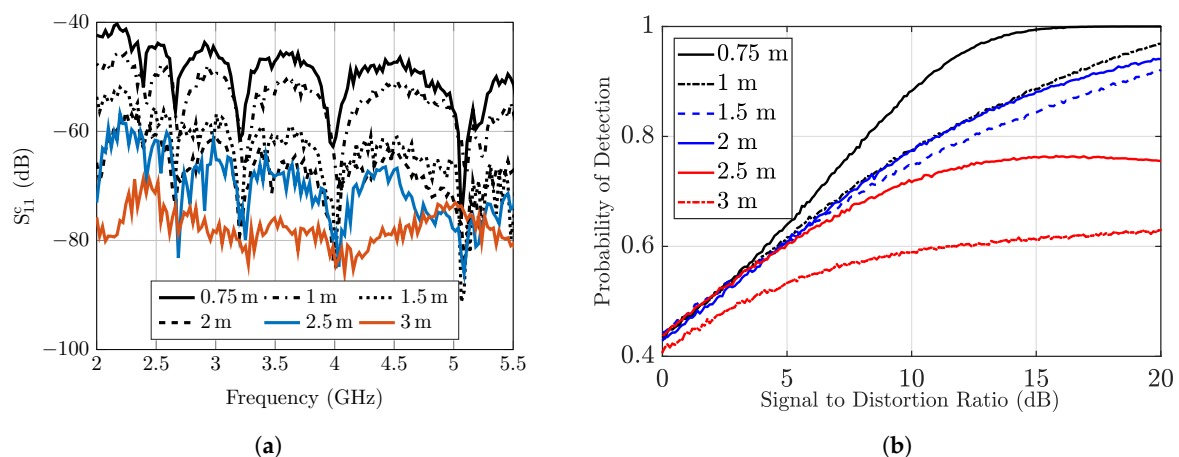 −40
−60
−80
−100
2
2.5
3
3.5
4
4.5
5
5.5
S^c_11 (dB)
Frequency (GHz)
0.75 m
1 m
1.5 m
2 m
2.5 m
3 m
(a)
1
0.8
0.6
0.4
0
5
10
15
20
Probability of Detection
Signal to Distortion Ratio (dB)
0.75 m
1 m
1.5 m
2 m
2.5 m
3 m
(b)